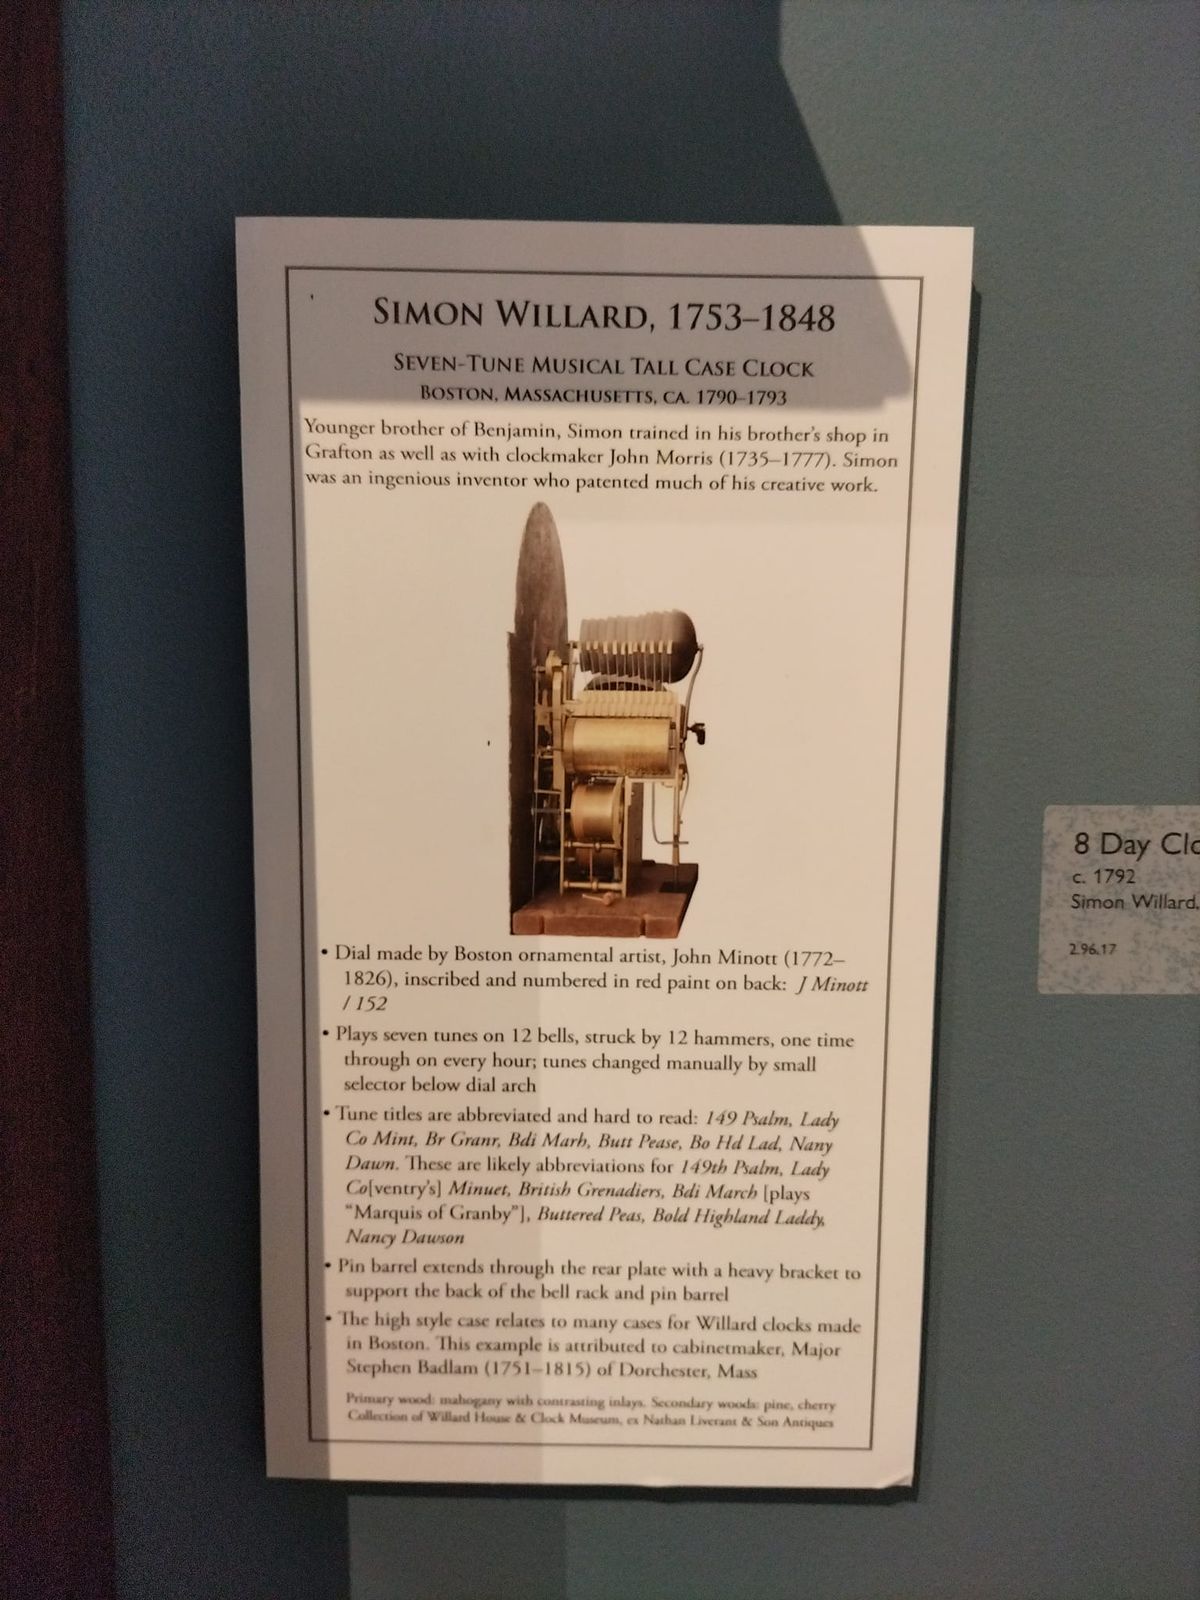 SIMON WILLARD, 1753–1848
SEVEN-TUNE MUSICAL TALL CASE CLOCK
BOSTON, MASSACHUSETTS, CA. 1790–1793
Younger brother of Benjamin, Simon trained in his brother's shop in
Grafton as well as with clockmaker John Morris (1735–1777). Simon
was an ingenious inventor who patented much of his creative work.
• Dial made by Boston ornamental artist, John Minott (1772–
1826), inscribed and numbered in red paint on back: J Minott
/ 152
• Plays seven tunes on 12 bells, struck by 12 hammers, one time
through on every hour; tunes changed manually by small
selector below dial arch
• Tune titles are abbreviated and hard to read: 149 Psalm, Lady
Co Mint, Br Granr, Bdi Marh, Butt Pease, Bo Hd Lad, Nany
Dawn. These are likely abbreviations for 149th Psalm, Lady
Co[ventry's] Minuet, British Grenadiers, Bdi March [plays
"Marquis of Granby"], Buttered Peas, Bold Highland Laddy,
Nancy Dawson
• Pin barrel extends through the rear plate with a heavy bracket to
support the back of the bell rack and pin barrel
• The high style case relates to many cases for Willard clocks made
in Boston. This example is attributed to cabinetmaker, Major
Stephen Badlam (1751–1815) of Dorchester, Mass
Primary wood: mahogany with contrasting inlays. Secondary woods: pine, cherry
Collection of Willard House & Clock Museum, ex Nathan Liverant & Son Antiques
8 Day Clo
c. 1792
Simon Willard,
2.96.17